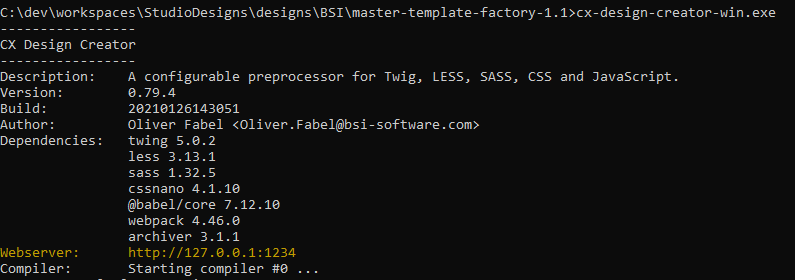 C:\dev\workspaces\StudioDesigns\designs\BSI\master-template-factory-1.1>cx-design-creator-win.exe
-----------------
CX Design Creator
-----------------
Description: A configurable preprocessor for Twig, LESS, SASS, CSS and JavaScript.
Version: 0.79.4
Build: 20210126143051
Author: Oliver Fabel <Oliver.Fabel@bsi-software.com>
Dependencies: twing 5.0.2
less 3.13.1
sass 1.32.5
cssnano 4.1.10
@babel/core 7.12.10
webpack 4.46.0
archiver 3.1.1
Webserver: http://127.0.0.1:1234
Compiler: Starting compiler #0 ...